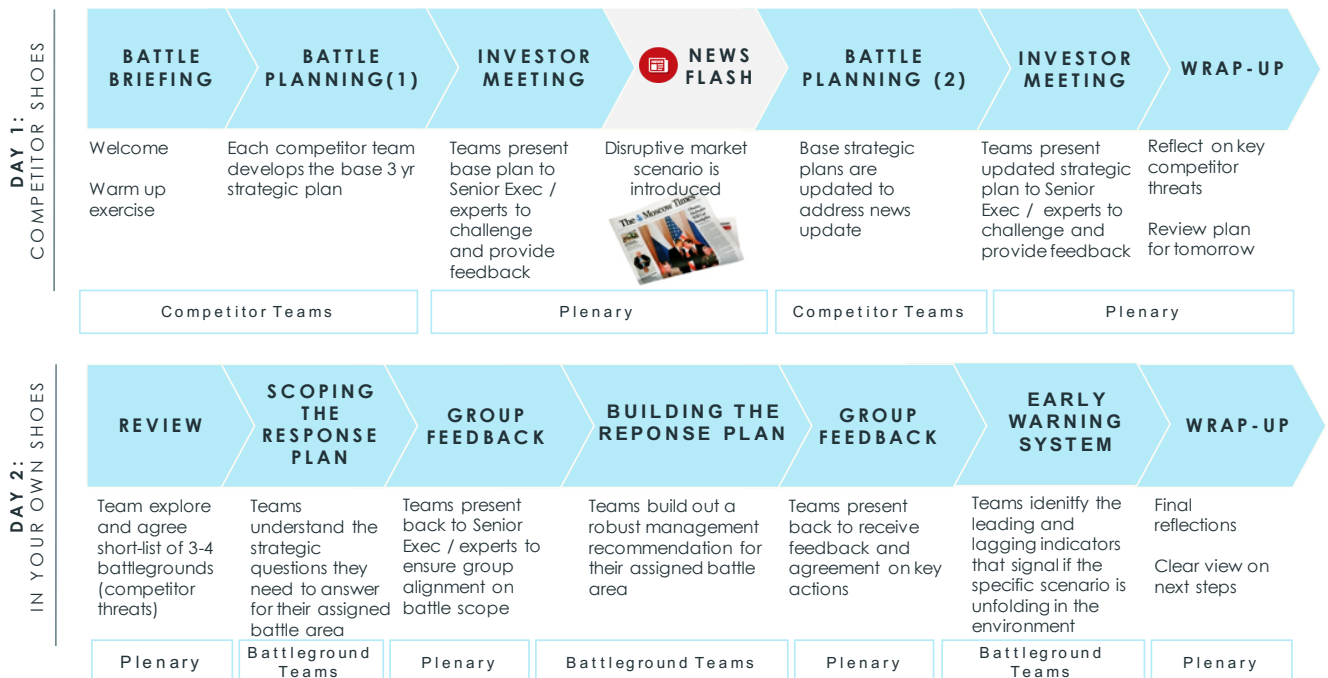 DAY 1:
COMPETITOR SHOES
BATTLE
BRIEFING
BATTLE
PLANNING(1)
INVESTOR
MEETING
NEWS
FLASH
BATTLE
PLANNING (2)
INVESTOR
MEETING
WRAP-UP
Welcome
Warm up
exercise
Each competitor team
develops the base 3 yr
strategic plan
Teams present
base plan to
Senior Exec /
experts to
challenge
and provide
feedback
Disruptive market
scenario is
introduced
The Moscow Times
Base strategic
plans are
updated to
address news
update
Teams present
updated strategic
plan to Senior
Exec / experts to
challenge and
provide feedback
Reflect on key
competitor
threats
Review plan
for tomorrow
Competitor Teams
Plenary
Competitor Teams
Plenary
DAY 2:
IN YOUR OWN SHOES
REVIEW
SCOPING
THE
RESPONSE
PLAN
GROUP
FEEDBACK
BUILDING THE
REPONSE PLAN
GROUP
FEEDBACK
EARLY
WARNING
SYSTEM
WRAP-UP
Team explore
and agree
short-list of 3-4
battlegrounds
(competitor
threats)
Teams
understand the
strategic
questions they
need to answer
for their assigned
battle area
Teams present
back to Senior
Exec / experts to
ensure group
alignment on
battle scope
Teams build out a
robust management
recommendation for
their assigned battle
area
Teams present
back to receive
feedback and
agreement on key
actions
Teams idenitfy the
leading and
lagging indicators
that signal if the
specific scenario is
unfolding in the
environment
Final
reflections
Clear view on
next steps
Plenary
Battleground
Teams
Plenary
Battleground Teams
Plenary
Battleground
Teams
Plenary